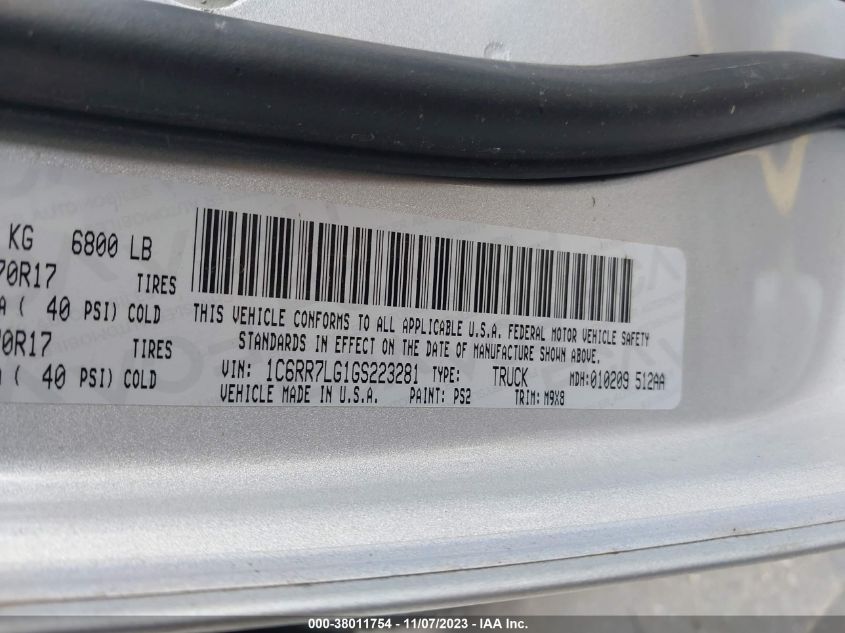 KG 6800 LB
70R17 TIRES
A ( 40 PSI) COLD
70R17 TIRES
A ( 40 PSI) COLD
THIS VEHICLE CONFORMS TO ALL APPLICABLE U.S.A. FEDERAL MOTOR VEHICLE SAFETY
STANDARDS IN EFFECT ON THE DATE OF MANUFACTURE SHOWN ABOVE.
VIN: 1C6RR7LG1GS223281 TYPE: TRUCK MDH:010209 512AA
VEHICLE MADE IN U.S.A. PAINT: PS2 TRIM: M9X8
000-38011754 - 11/07/2023 - IAA Inc.